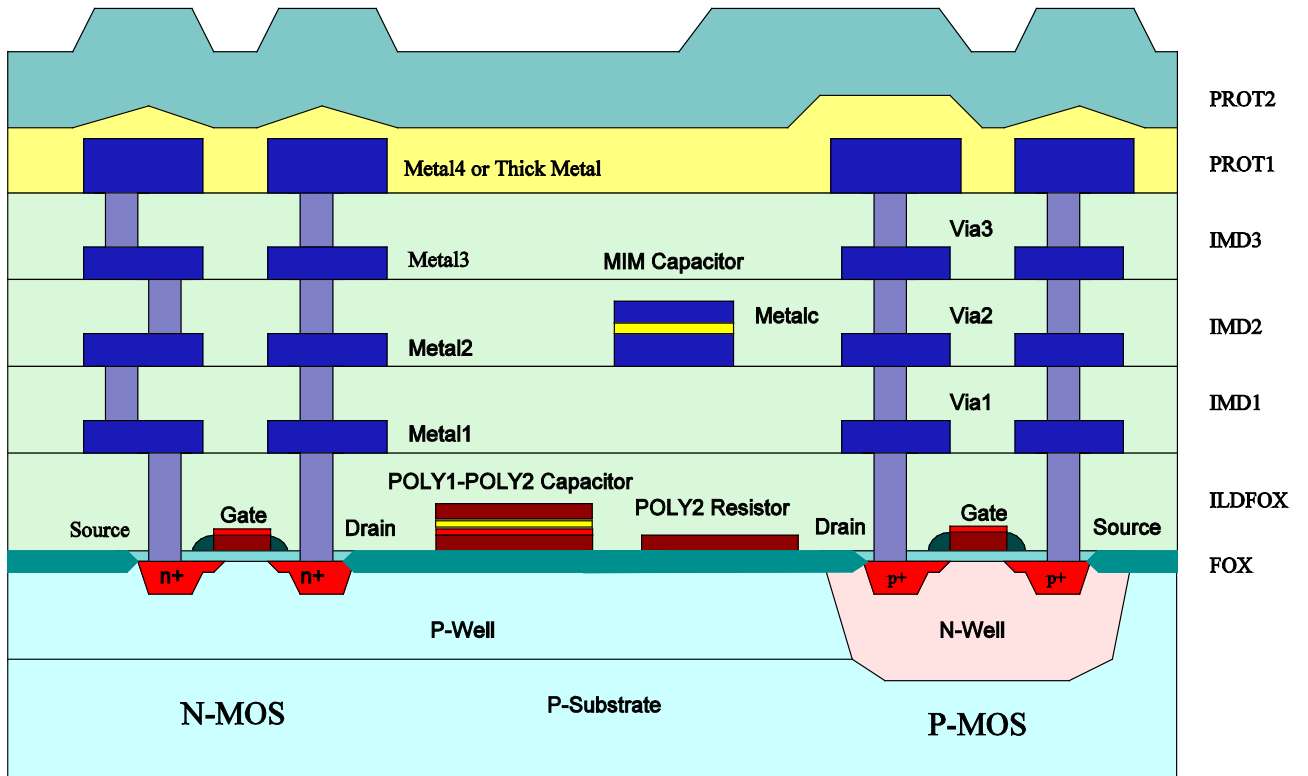 PROT2
Metal4 or Thick Metal
PROT1
Via3
IMD3
Metal3
MIM Capacitor
Metalc
Via2
IMD2
Metal2
Via1
IMD1
Metal1
POLY1-POLY2 Capacitor
POLY2 Resistor
ILDFOX
Source
Gate
Drain
Drain
Gate
Source
FOX
n+
n+
p+
p+
P-Well
N-Well
P-Substrate
N-MOS
P-MOS